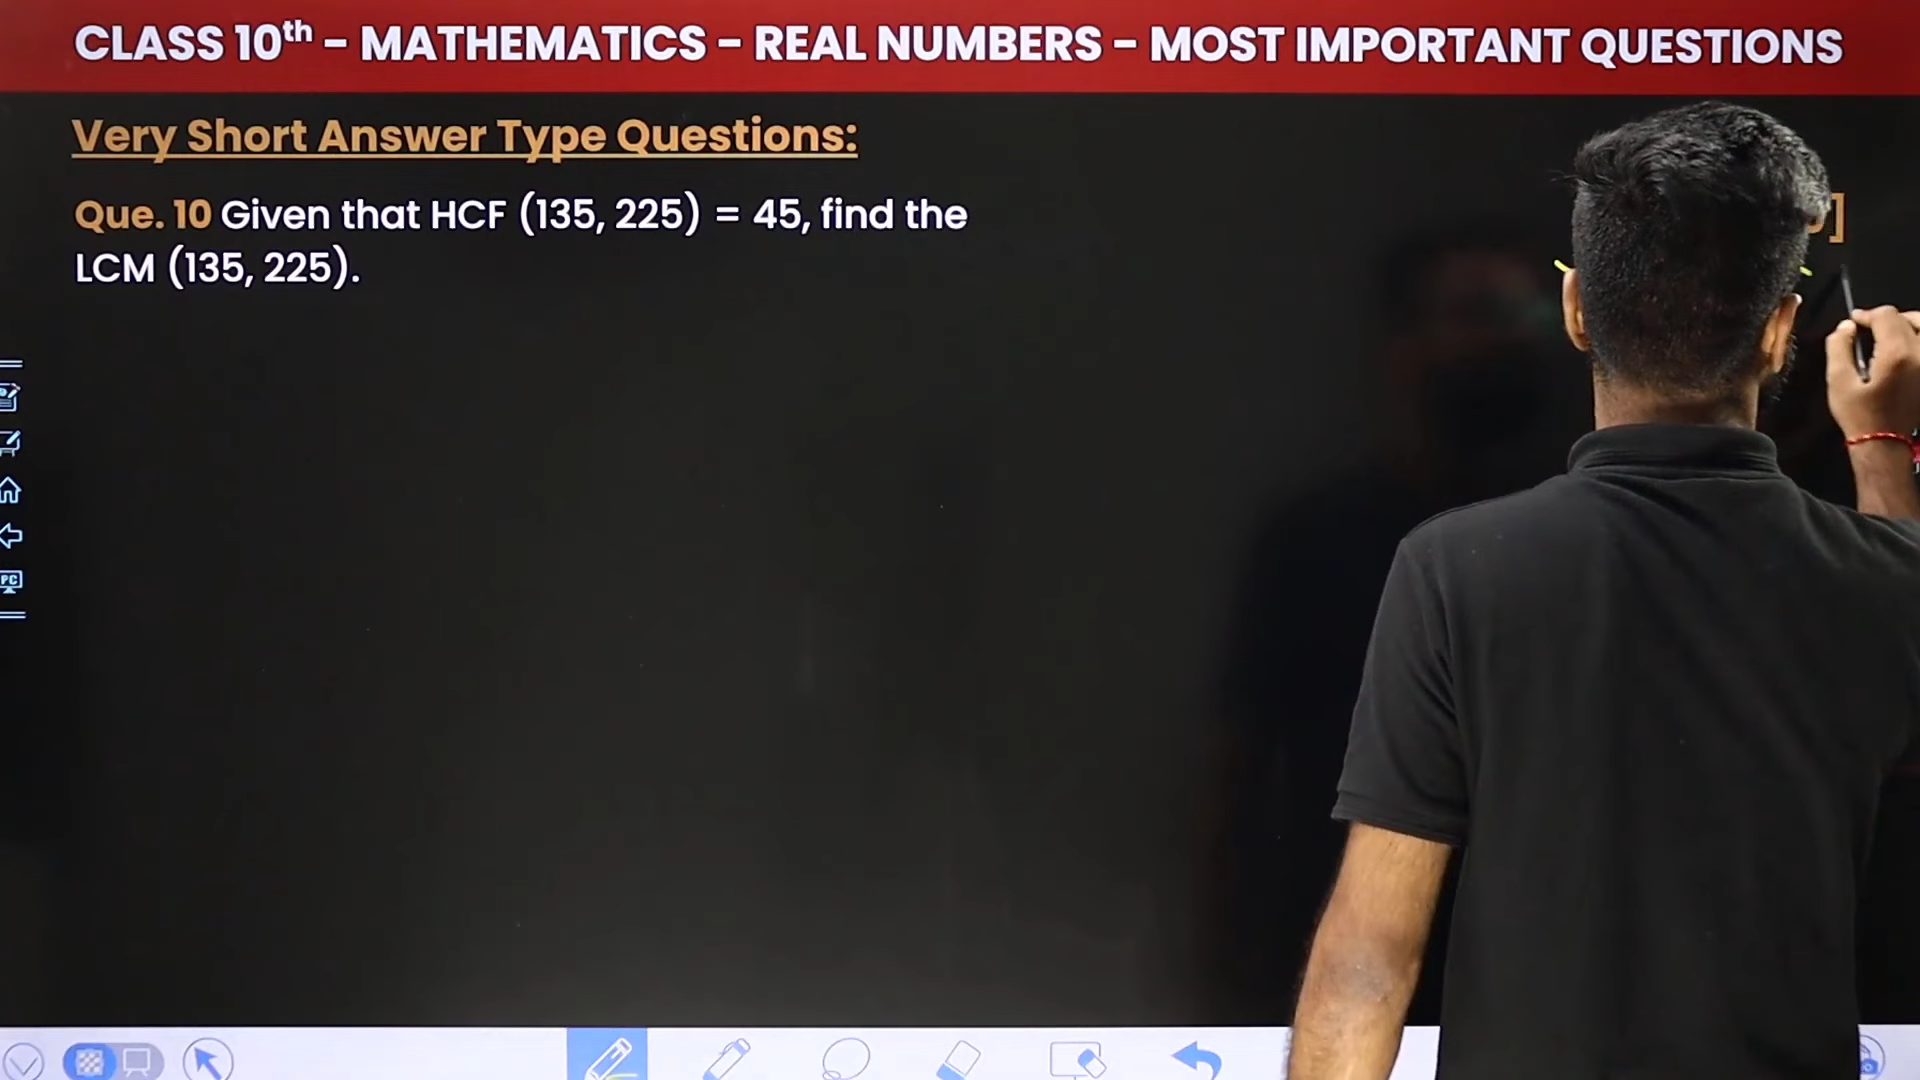 CLASS 10th – MATHEMATICS – REAL NUMBERS – MOST IMPORTANT QUESTIONS
Very Short Answer Type Questions:
Que. 10 Given that HCF (135, 225) = 45, find the
LCM (135, 225).
PC